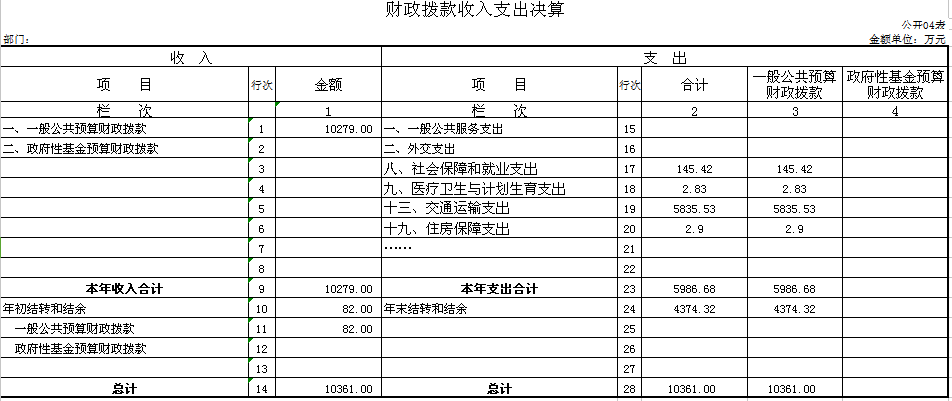 财政拨款收入支出决算
公开04表
部门： 金额单位：万元
收 入 支 出
项 目 行次 金额 项 目 行次 合计 一般公共预算财政拨款 政府性基金预算财政拨款
栏 次 1 栏 次 2 3 4
一、一般公共预算财政拨款 1 10279.00 一、一般公共服务支出 15
二、政府性基金预算财政拨款 2 二、外交支出 16
3 八、社会保障和就业支出 17 145.42 145.42
4 九、医疗卫生与计划生育支出 18 2.83 2.83
5 十三、交通运输支出 19 5835.53 5835.53
6 十九、住房保障支出 20 2.9 2.9
7 …… 21
8 22
本年收入合计 9 10279.00 本年支出合计 23 5986.68 5986.68
年初结转和结余 10 82.00 年末结转和结余 24 4374.32 4374.32
一般公共预算财政拨款 11 82.00 25
政府性基金预算财政拨款 12 26
13 27
总计 14 10361.00 总计 28 10361.00 10361.00